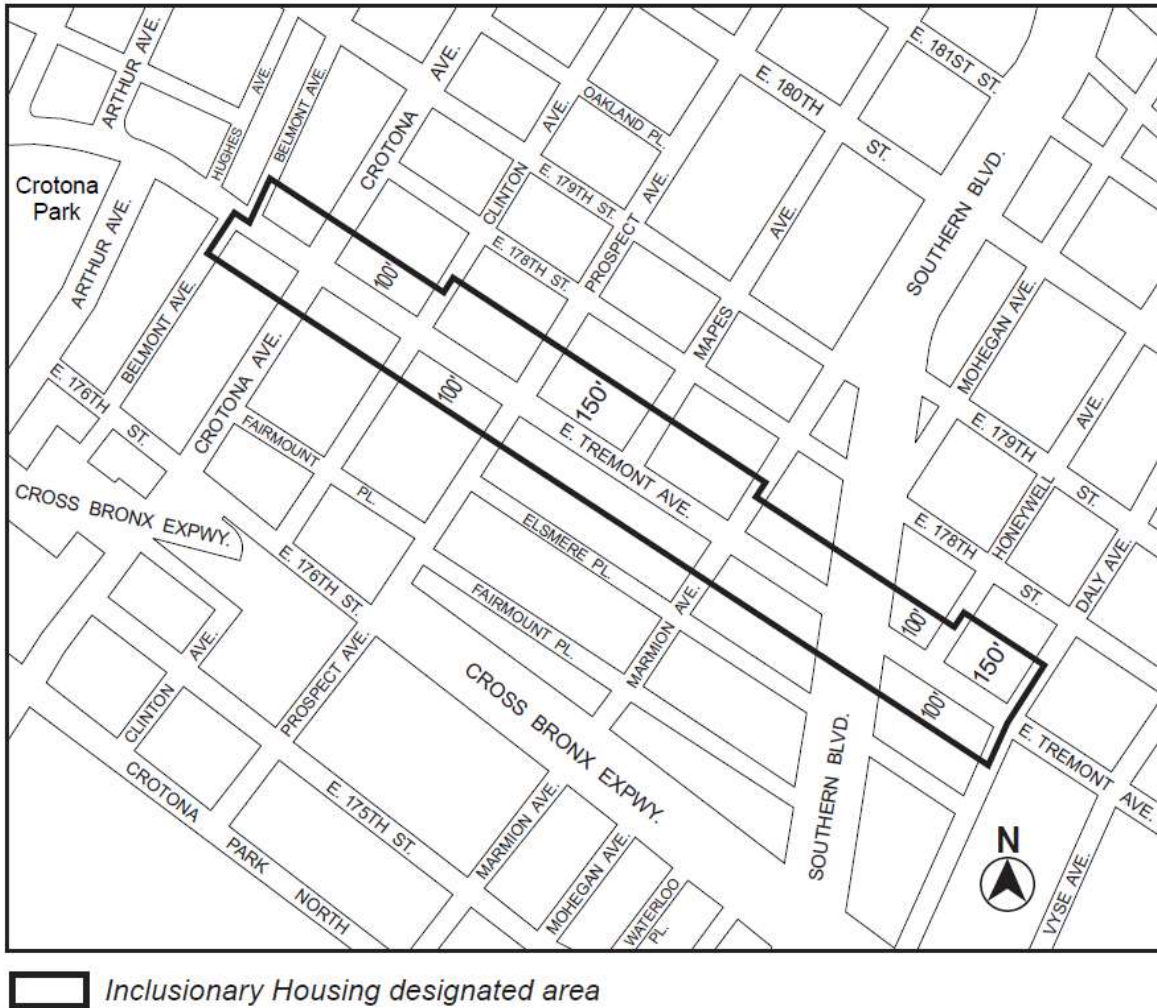 ARTHUR AVE.
HUGHES AVE.
BELMONT AVE.
CROTONA AVE.
CLINTON AVE.
OAKLAND PL.
E. 180TH ST.
E. 181ST ST.
Crotona
Park
ARTHUR AVE.
E. 179TH ST.
PROSPECT AVE.
E. 178TH ST.
MAPES AVE.
SOUTHERN BLVD.
MOHEGAN AVE.
BELMONT AVE.
100'
CROTONA AVE.
E. 176TH ST.
FAIRMOUNT PL.
100'
150'
E. TREMONT AVE.
E. 179TH ST.
HONEYWELL AVE.
E. 178TH ST.
DALY AVE.
CROSS BRONX EXPWY.
ELSMERE PL.
E. 176TH ST.
FAIRMOUNT PL.
MARMION AVE.
100'
150'
100'
CLINTON AVE.
PROSPECT AVE.
CROSS BRONX EXPWY.
SOUTHERN BLVD.
E. TREMONT AVE.
CROTONA PARK NORTH
E. 175TH ST.
MARMION AVE.
MOHEGAN AVE.
WATERLOO PL.
N
VYSE AVE.
Inclusionary Housing designated area